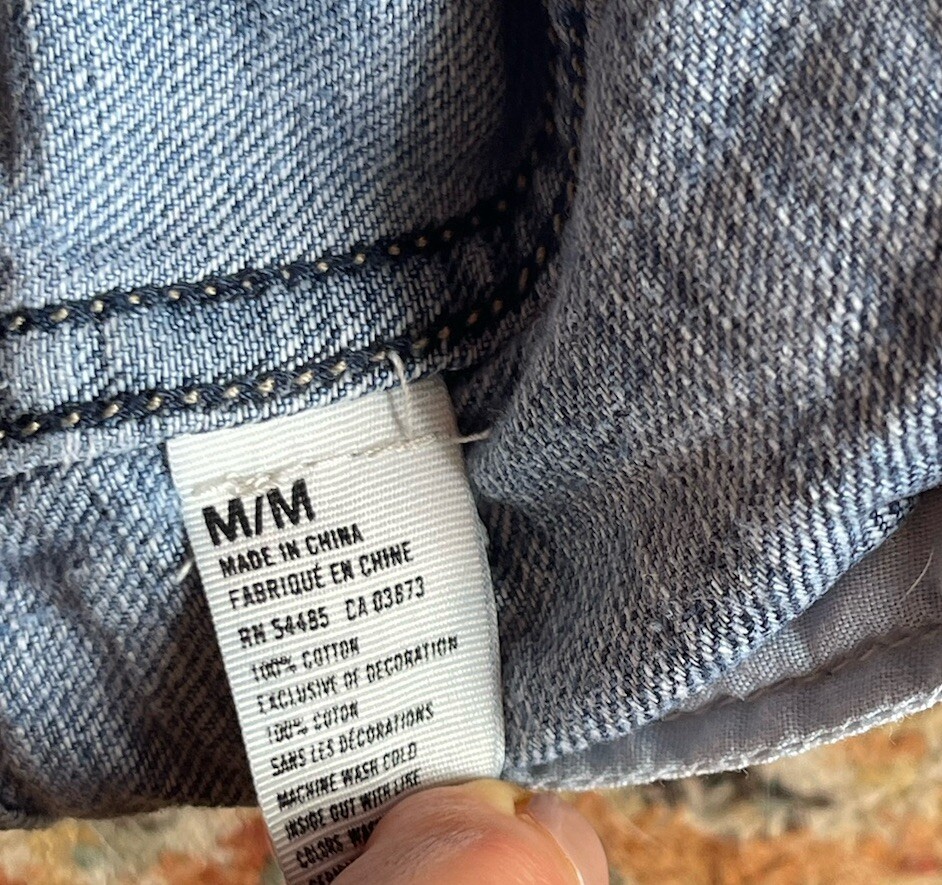 M/M
MADE IN CHINA
FABRIQUÉ EN CHINE
RN 54485 CA 03873
100% COTTON
EXCLUSIVE OF DECORATION
100% COTON
SANS LES DÉCORATIONS
MACHINE WASH COLD
INSIDE OUT WITH LIKE
COLORS